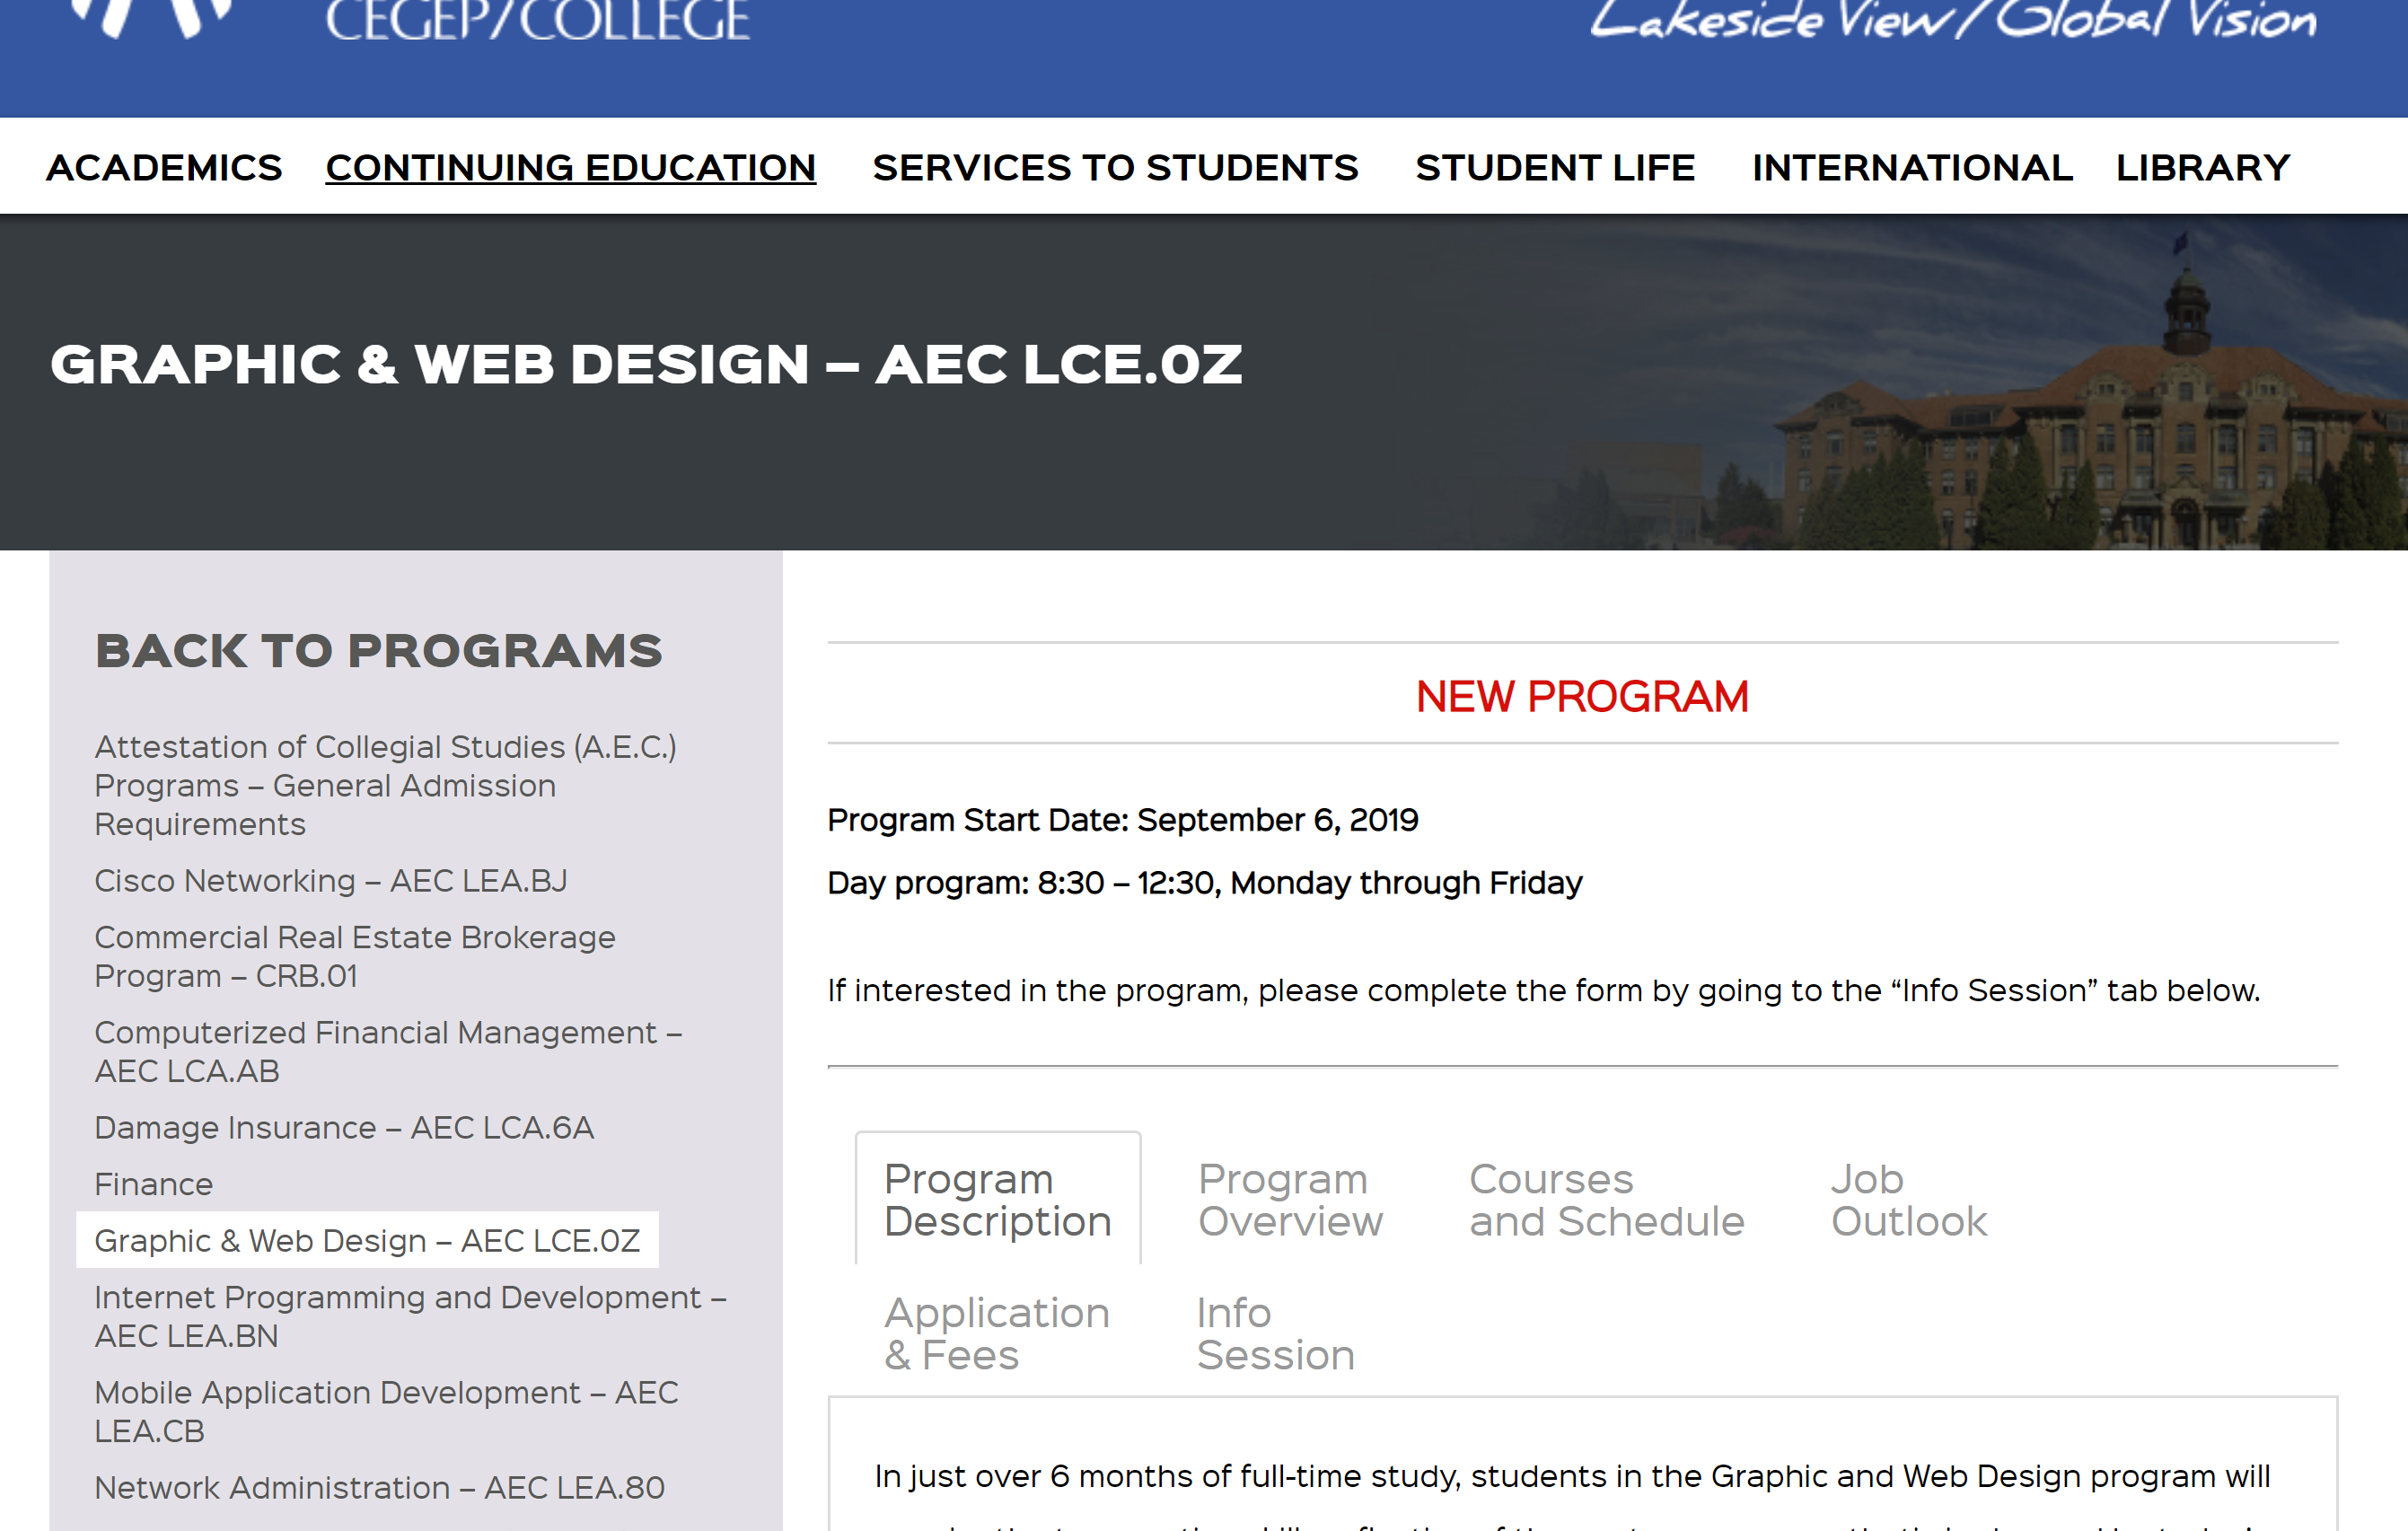 CEGEP/COLLEGE
Lakeside View/Global Vision
ACADEMICS CONTINUING EDUCATION SERVICES TO STUDENTS STUDENT LIFE INTERNATIONAL LIBRARY
GRAPHIC & WEB DESIGN – AEC LCE.0Z
BACK TO PROGRAMS
Attestation of Collegial Studies (A.E.C.)
Programs – General Admission
Requirements
Cisco Networking – AEC LEA.BJ
Commercial Real Estate Brokerage
Program – CRB.01
Computerized Financial Management –
AEC LCA.AB
Damage Insurance – AEC LCA.6A
Finance
Graphic & Web Design – AEC LCE.0Z
Internet Programming and Development –
AEC LEA.BN
Mobile Application Development – AEC
LEA.CB
Network Administration – AEC LEA.80
NEW PROGRAM
Program Start Date: September 6, 2019
Day program: 8:30 – 12:30, Monday through Friday
If interested in the program, please complete the form by going to the “Info Session” tab below.
Program
Description
Program
Overview
Courses
and Schedule
Job
Outlook
Application
& Fees
Info
Session
In just over 6 months of full-time study, students in the Graphic and Web Design program will